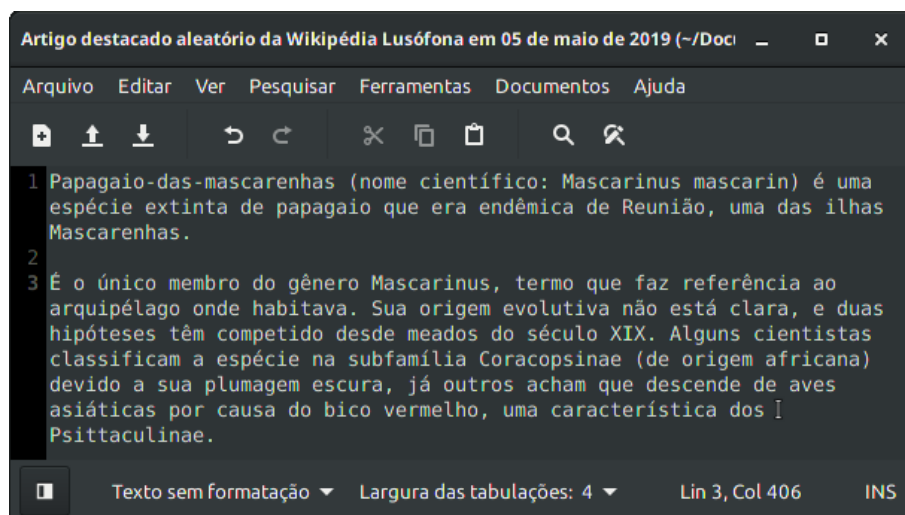 Artigo destacado aleatório da Wikipédia Lusófona em 05 de maio de 2019 (~/Docu
Arquivo Editar Ver Pesquisar Ferramentas Documentos Ajuda
1 Papagaio-das-mascarenhas (nome científico: Mascarinus mascarin) é uma
espécie extinta de papagaio que era endêmica de Reunião, uma das ilhas
Mascarenhas.
2
3 É o único membro do gênero Mascarinus, termo que faz referência ao
arquipélago onde habitava. Sua origem evolutiva não está clara, e duas
hipóteses têm competido desde meados do século XIX. Alguns cientistas
classificam a espécie na subfamília Coracopsinae (de origem africana)
devido a sua plumagem escura, já outros acham que descende de aves
asiáticas por causa do bico vermelho, uma característica dos
Psittaculinae.
Texto sem formatação Largura das tabulações: 4 Lin 3, Col 406 INS